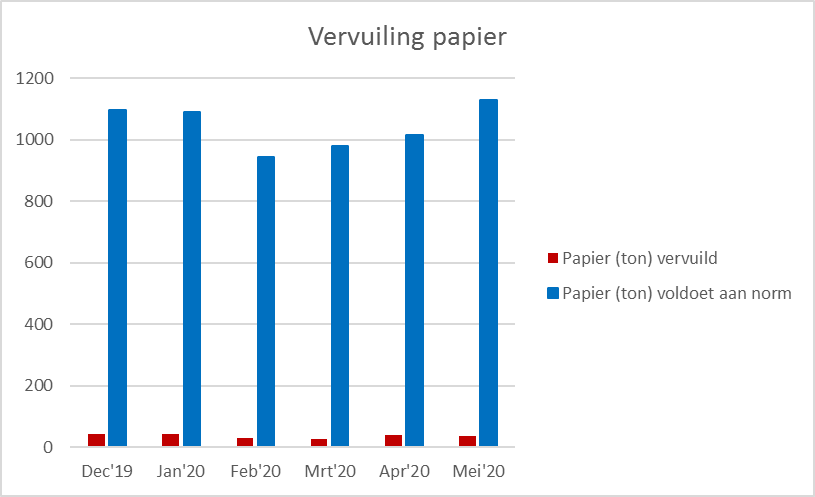 Vervuiling papier
1200
1000
800
600
400
200
0
Dec'19 Jan'20 Feb'20 Mrt'20 Apr'20 Mei'20
Papier (ton) vervuild
Papier (ton) voldoet aan norm